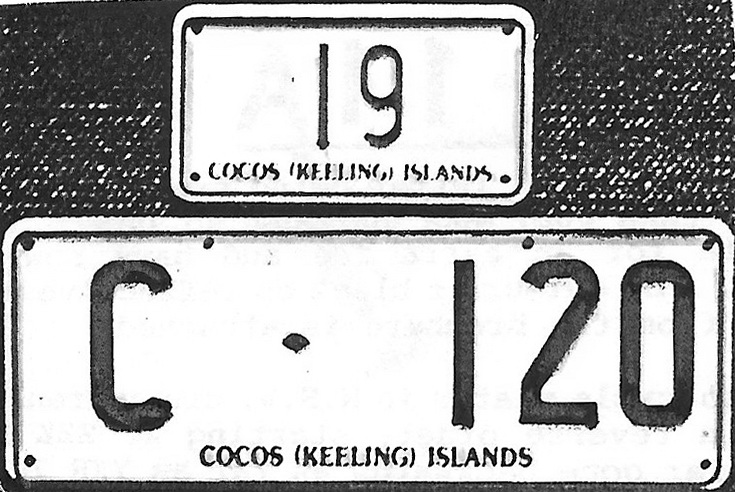 19
COCOS (KEELING) ISLANDS
C · 120
COCOS (KEELING) ISLANDS